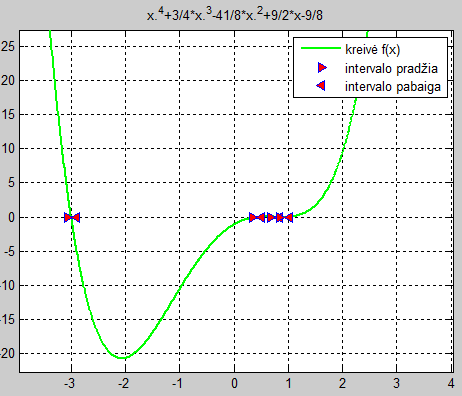 x.⁴+3/4*x.³-41/8*x.²+9/2*x-9/8
kreivė f(x)
intervalo pradžia
intervalo pabaiga
25
20
15
10
5
0
-5
-10
-15
-20
-3 -2 -1 0 1 2 3 4